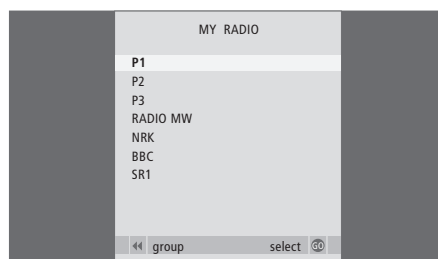 MY RADIO
P1
P2
P3
RADIO MW
NRK
BBC
SR1
group select GO